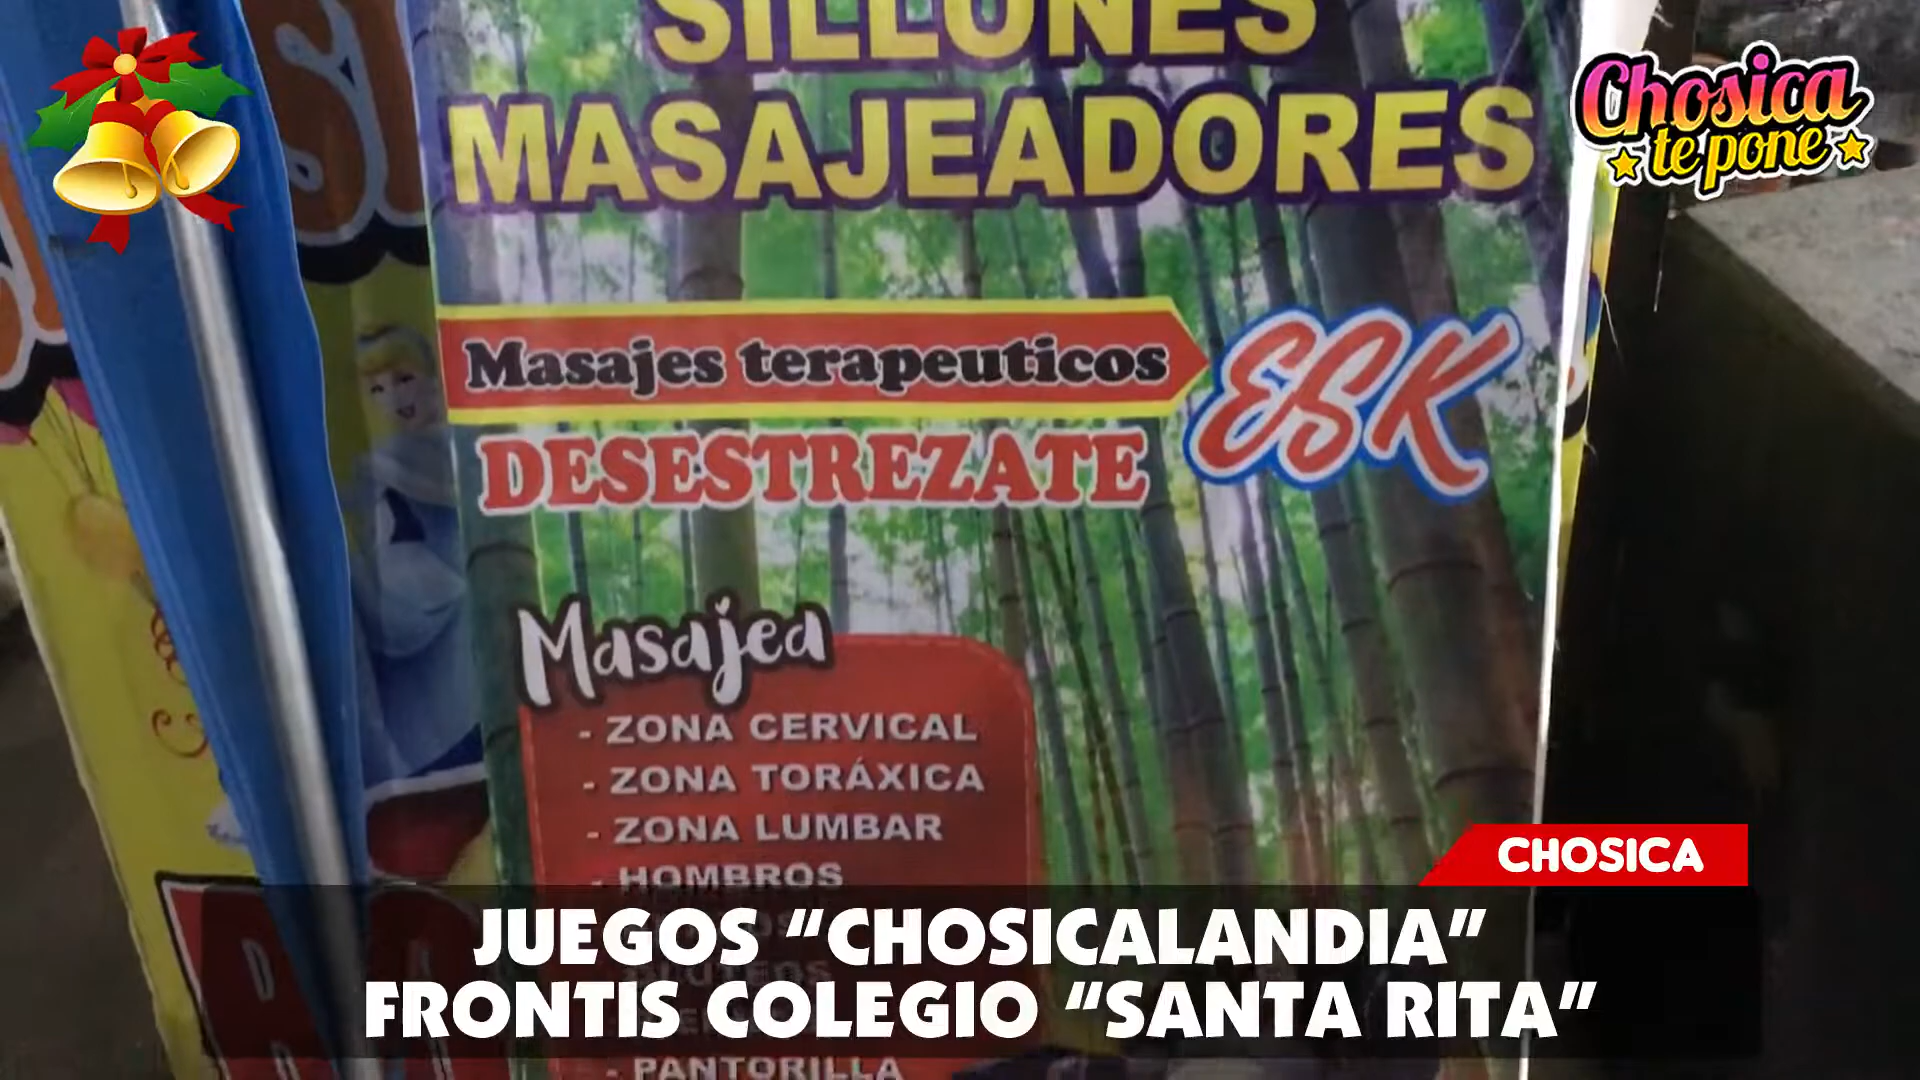 SILLONES
MASAJEADORES
Chosica
te pone
Masajes terapeuticos
ESK
DESESTREZATE
Masajea
- ZONA CERVICAL
- ZONA TORÁXICA
- ZONA LUMBAR
- HOMBROS
CHOSICA
JUEGOS “CHOSICALANDIA”
FRONTIS COLEGIO “SANTA RITA”
- PANTORILLA